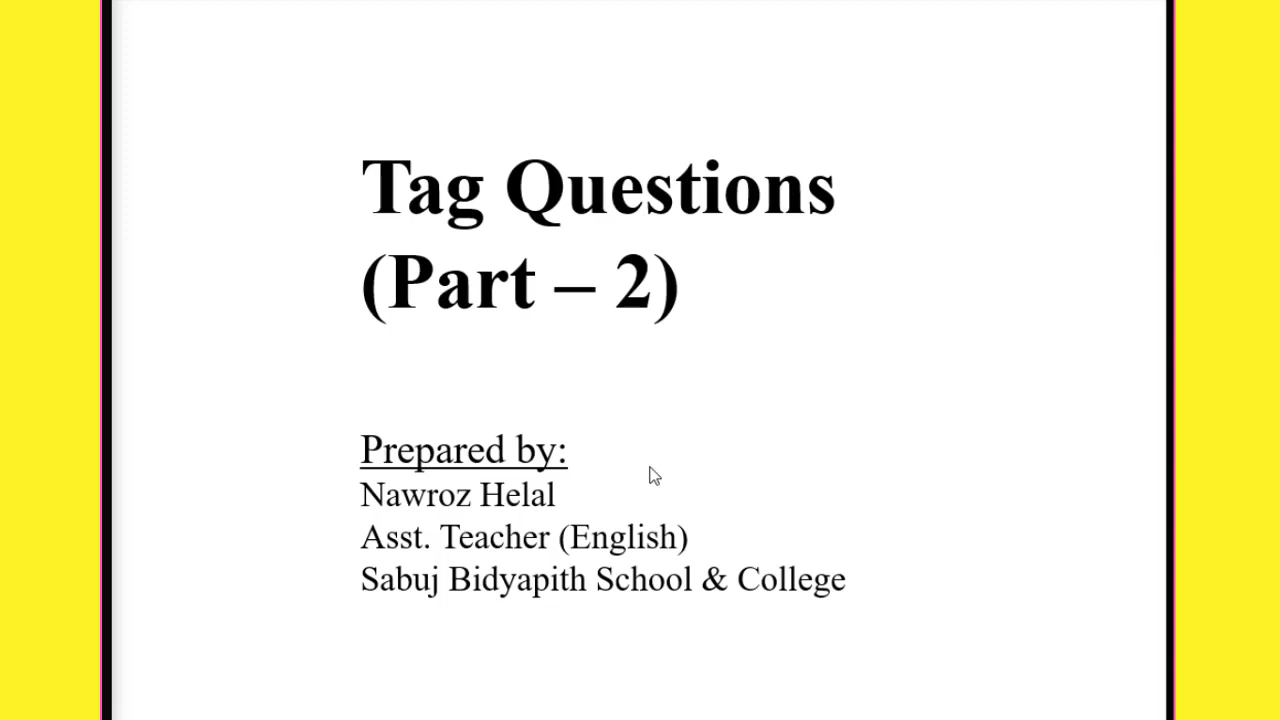 Tag Questions
(Part – 2)
Prepared by:
Nawroz Helal
Asst. Teacher (English)
Sabuj Bidyapith School & College